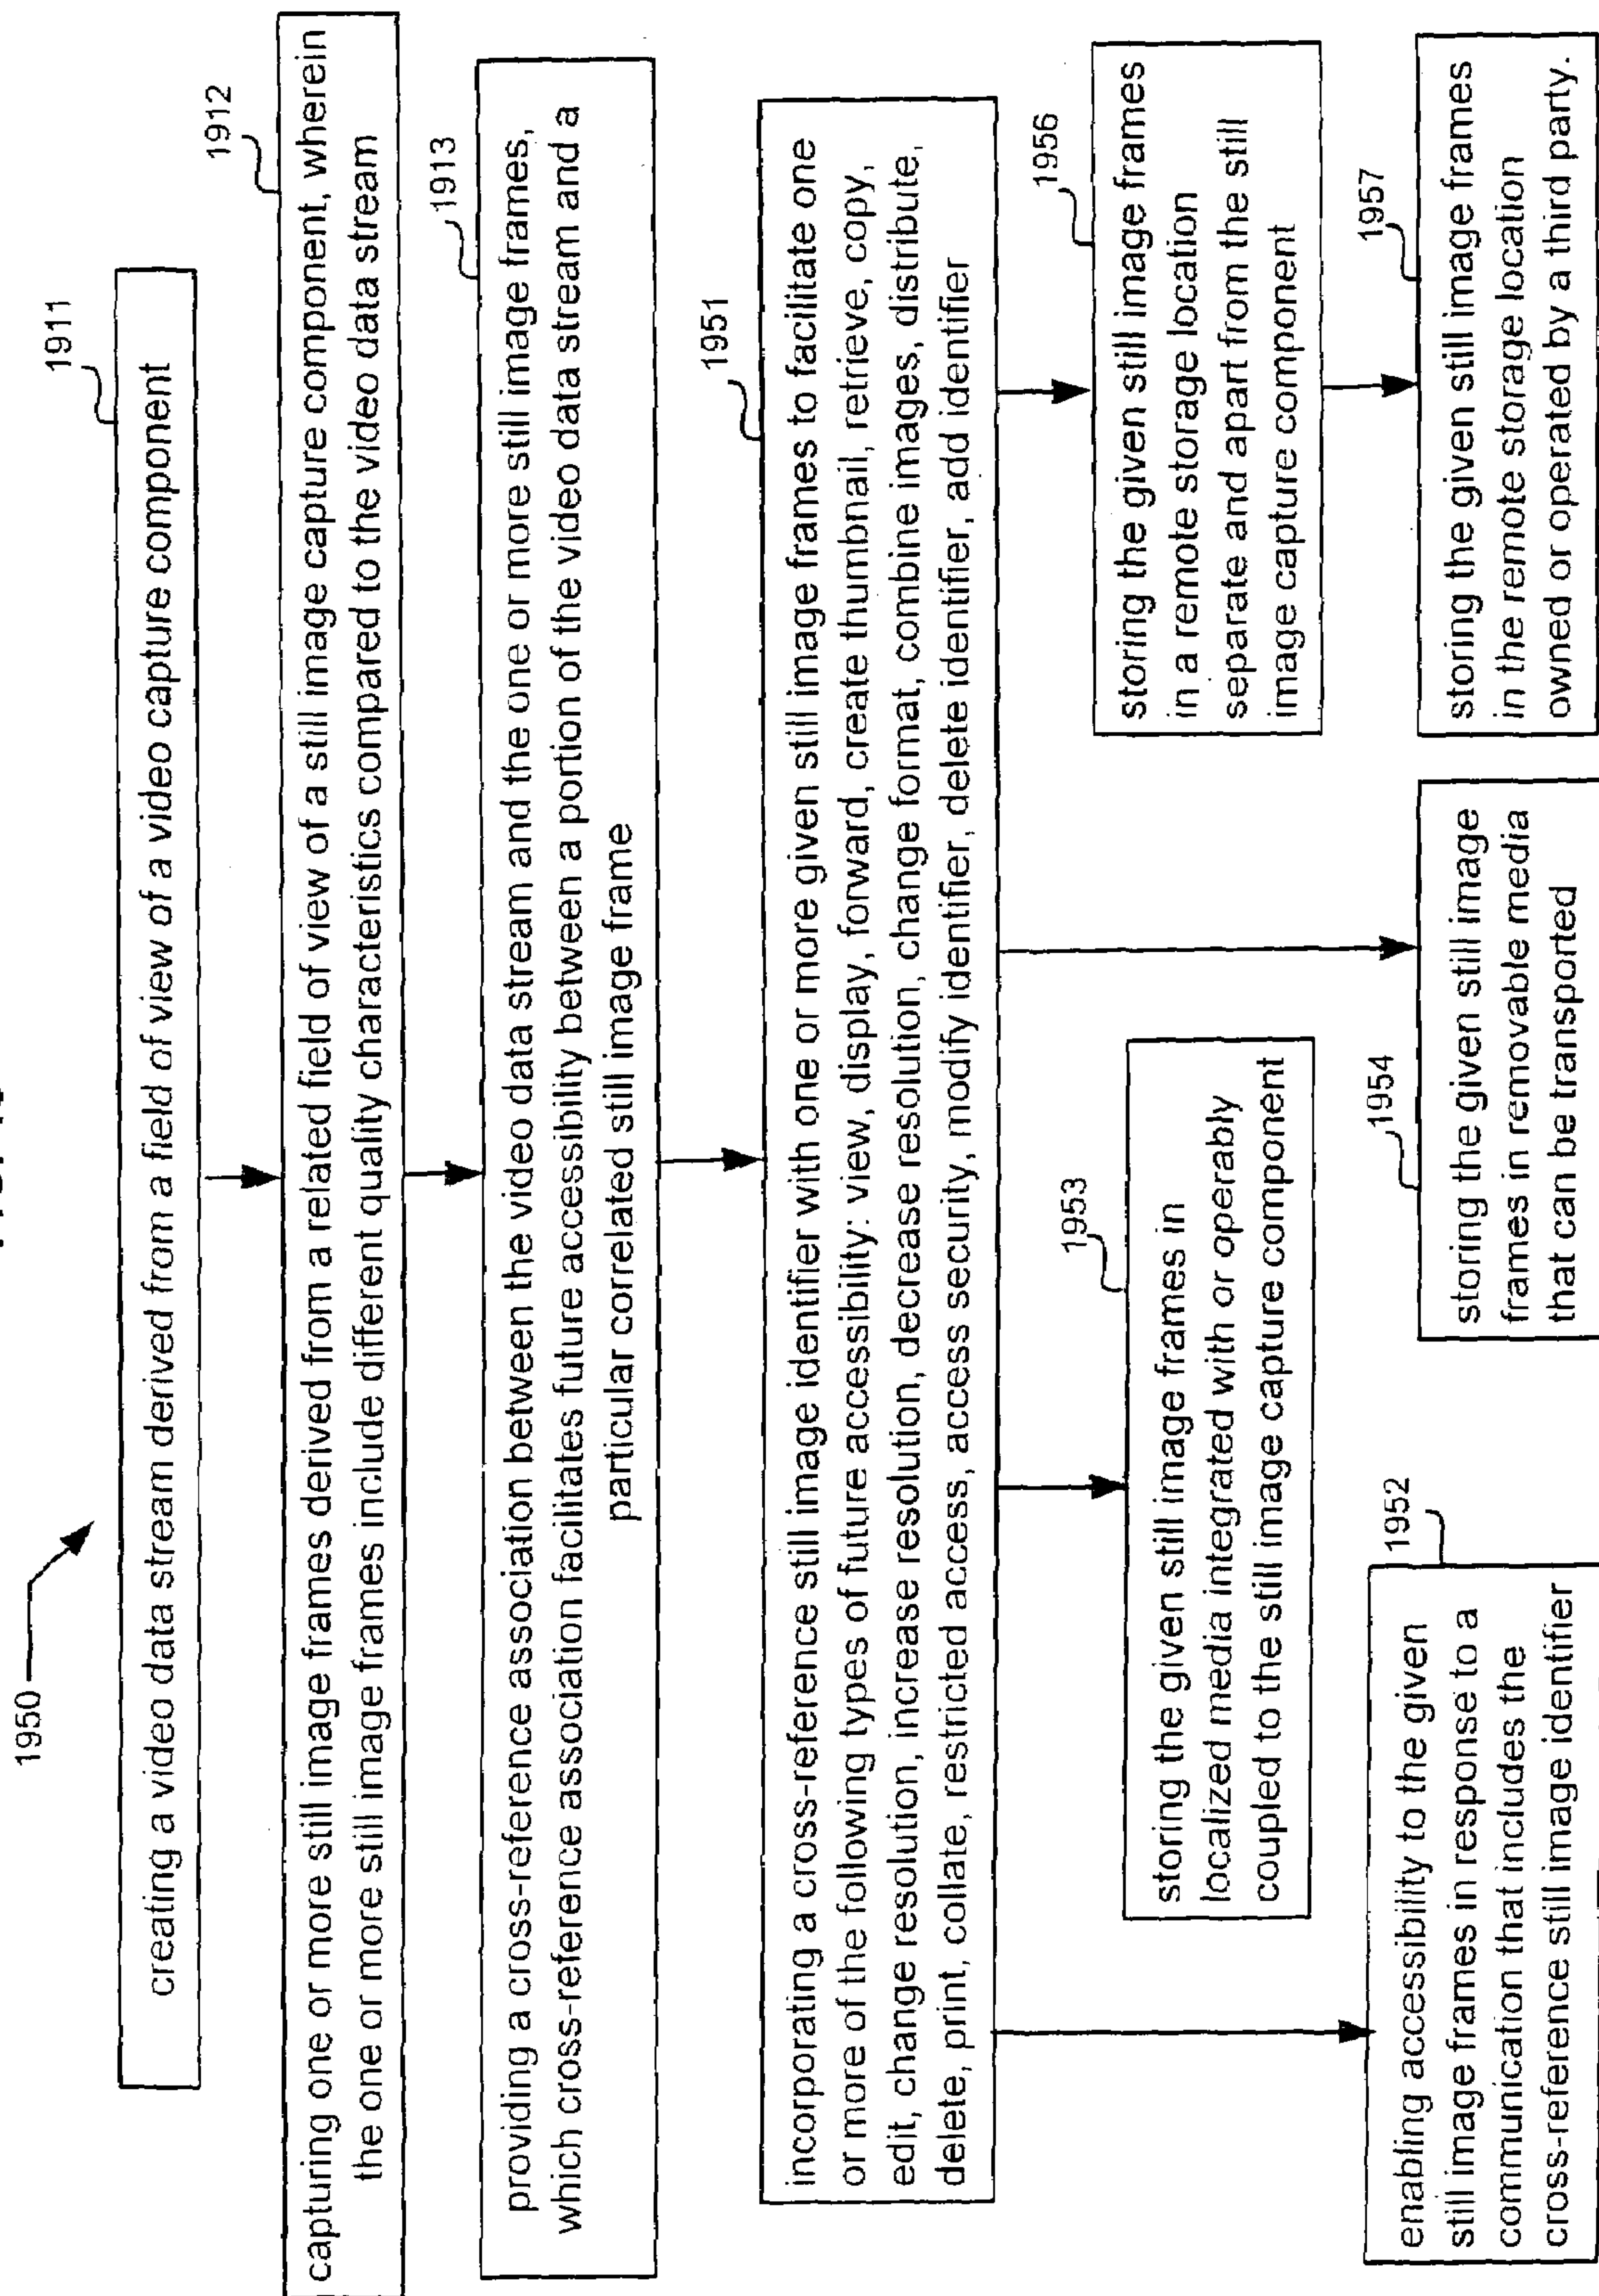 1950
1911
creating a video data stream derived from a field of view of a video capture component
1912
capturing one or more still image frames derived from a related field of view of a still image capture component, wherein
the one or more still image frames include different quality characteristics compared to the video data stream
1913
providing a cross-reference association between the video data stream and the one or more still image frames,
which cross-reference association facilitates future accessibility between a portion of the video data stream and a
particular correlated still image frame
1951
incorporating a cross-reference still image identifier with one or more given still image frames to facilitate one
or more of the following types of future accessibility: view, display, forward, create thumbnail, retrieve, copy,
edit, change resolution, increase resolution, decrease resolution, change format, combine images, distribute,
delete, print, collate, restricted access, access security, modify identifier, delete identifier, add identifier
1952
enabling accessibility to the given
still image frames in response to a
communication that includes the
cross-reference still image identifier
1953
storing the given still image frames in
localized media integrated with or operably
coupled to the still image capture component
1954
storing the given still image
frames in removable media
that can be transported
1956
storing the given still image frames
in a remote storage location
separate and apart from the still
image capture component
1957
storing the given still image frames
in the remote storage location
owned or operated by a third party.